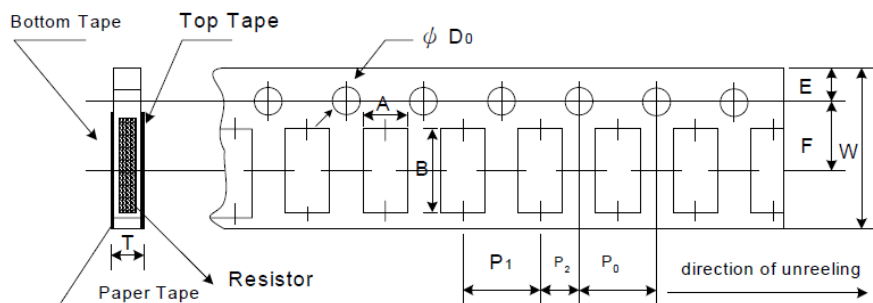 Bottom Tape
Top Tape
ϕ D0
E
A
F
W
B
T
Resistor
Paper Tape
P1
P2
P0
direction of unreeling